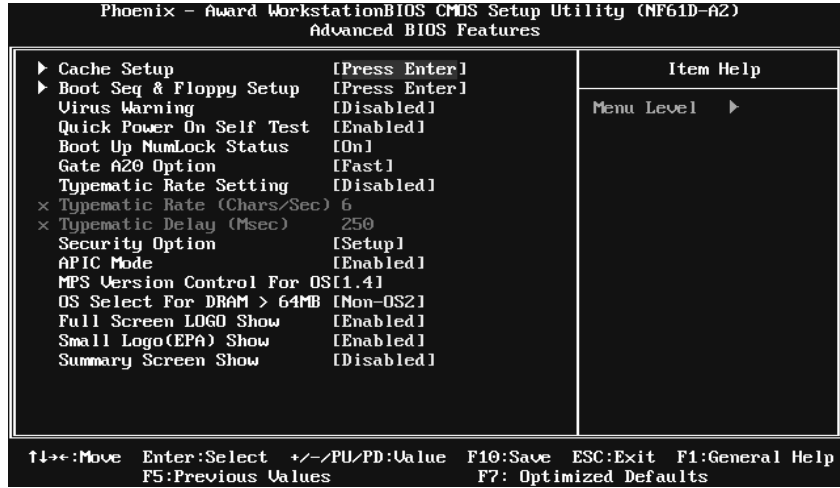 Phoenix - Award WorkstationBIOS CMOS Setup Utility (NF61D-A2)
Advanced BIOS Features
▶ Cache Setup [Press Enter]
▶ Boot Seq & Floppy Setup [Press Enter]
Virus Warning [Disabled]
Quick Power On Self Test [Enabled]
Boot Up NumLock Status [On]
Gate A20 Option [Fast]
Typematic Rate Setting [Disabled]
x Typematic Rate (Chars/Sec) 6
x Typematic Delay (Msec) 250
Security Option [Setup]
APIC Mode [Enabled]
MPS Version Control For OS[1.4]
OS Select For DRAM > 64MB [Non-OS2]
Full Screen LOGO Show [Enabled]
Small Logo(EPA) Show [Enabled]
Summary Screen Show [Disabled]
Item Help
Menu Level ▶
↑↓→←:Move Enter:Select +/-/PU/PD:Value F10:Save ESC:Exit F1:General Help
F5:Previous Values F7: Optimized Defaults